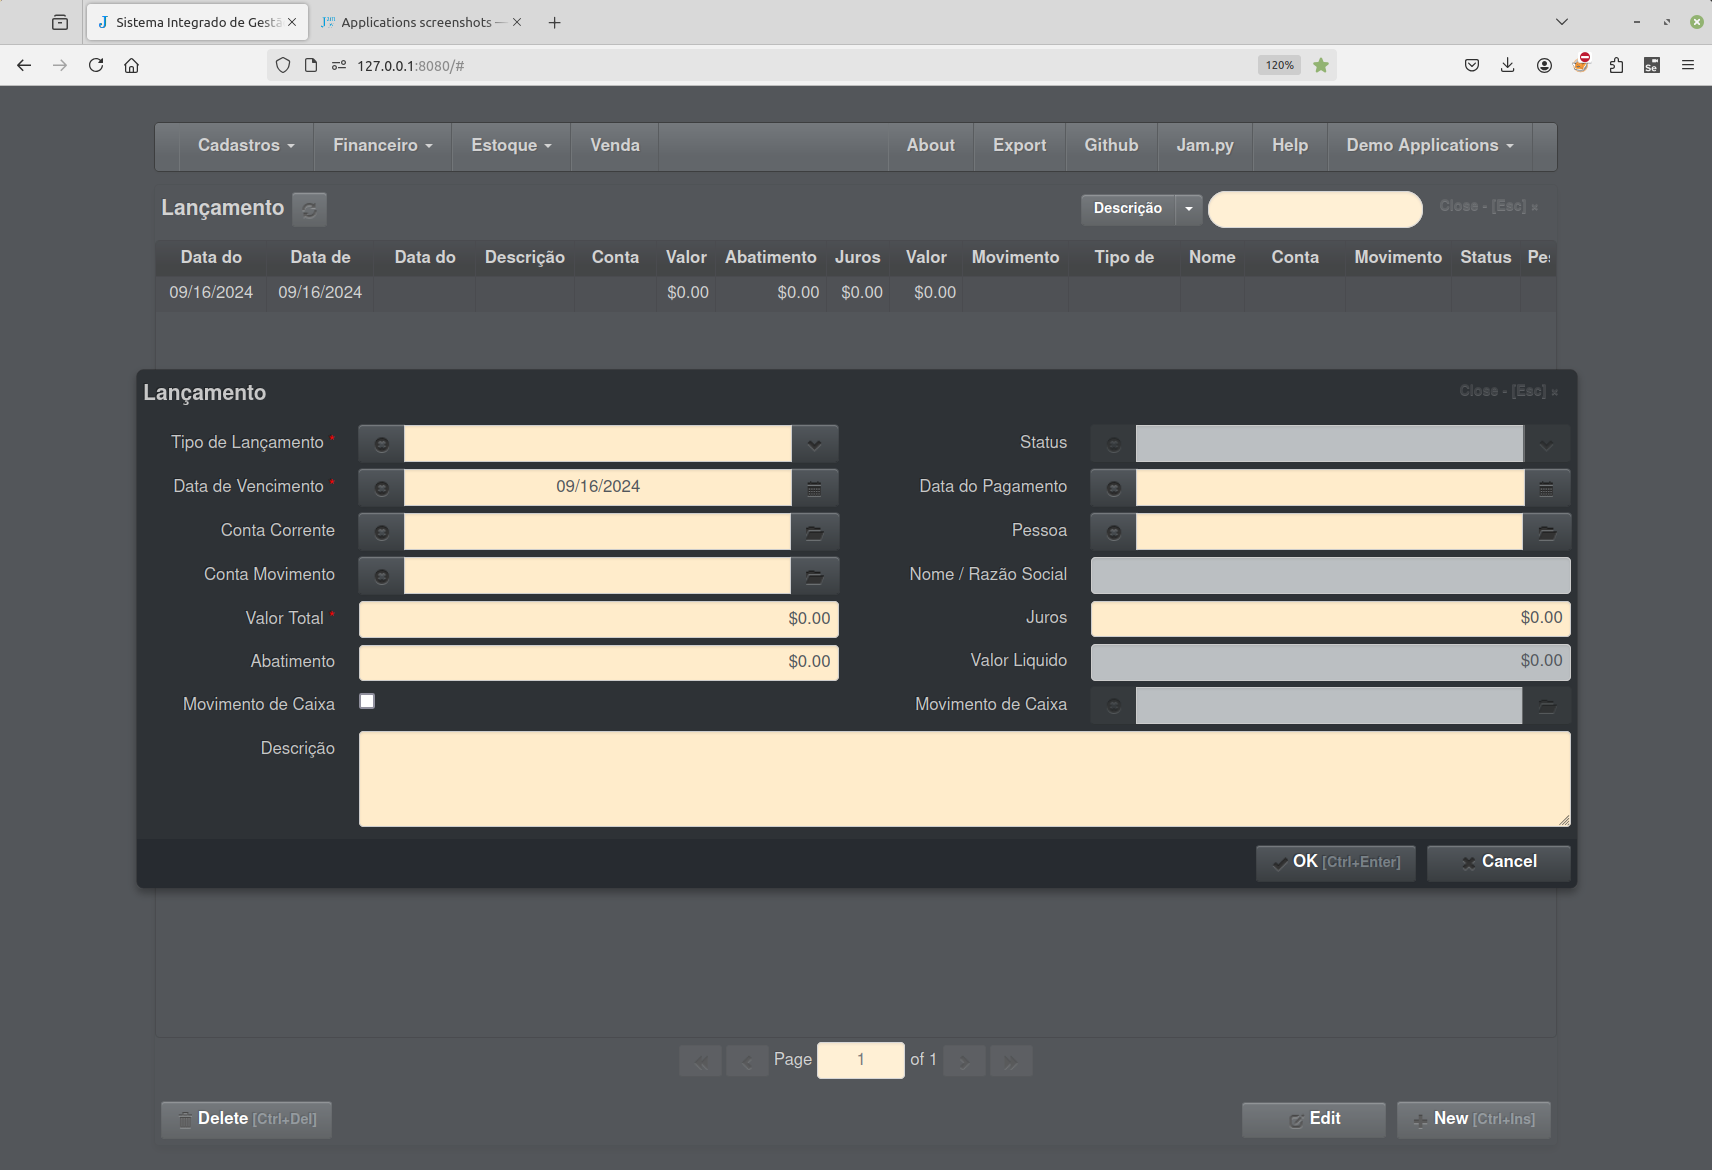 Sistema Integrado de Gestã
Applications screenshots —
127.0.0.1:8080/#
120%
Se
Cadastros Financeiro Estoque Venda About Export Github Jam.py Help Demo Applications
Lançamento Descrição Close - [Esc] ×
Data do Data de Data do Descrição Conta Valor Abatimento Juros Valor Movimento Tipo de Nome Conta Movimento Status Pes
09/16/2024 09/16/2024 $0.00 $0.00 $0.00 $0.00
Lançamento Close - [Esc] ×
Tipo de Lançamento * Status
Data de Vencimento * 09/16/2024 Data do Pagamento
Conta Corrente Pessoa
Conta Movimento Nome / Razão Social
Valor Total * $0.00 Juros $0.00
Abatimento $0.00 Valor Liquido $0.00
Movimento de Caixa Movimento de Caixa
Descrição
OK [Ctrl+Enter] Cancel
Page 1 of 1
Delete [Ctrl+Del] Edit New [Ctrl+Ins]